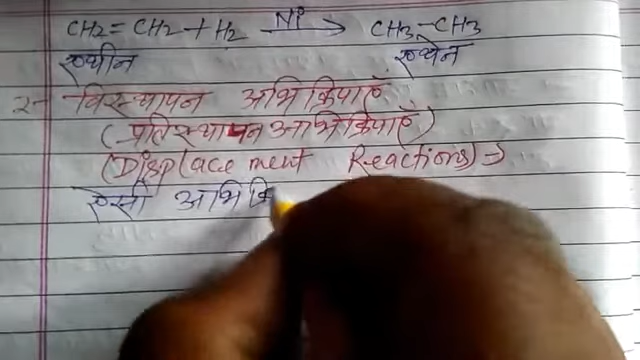 CH2 = CH2 + H2 Ni → CH3 - CH3
एथीन एथेन
2- विस्थापन अभिक्रियाएँ
(प्रतिस्थापन अभिक्रियाएँ)
(Displacement Reactions) ⇒
ऐसी अभिक्रि